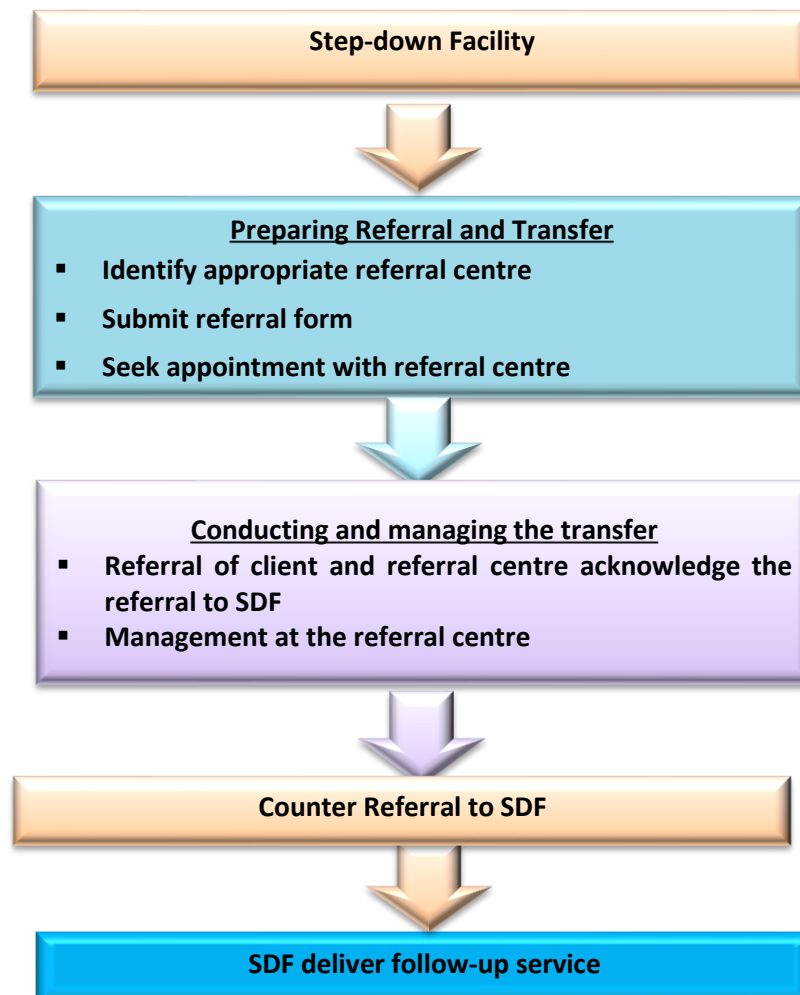 Step-down Facility
Preparing Referral and Transfer
▪ Identify appropriate referral centre
▪ Submit referral form
▪ Seek appointment with referral centre
Conducting and managing the transfer
▪ Referral of client and referral centre acknowledge the
referral to SDF
▪ Management at the referral centre
Counter Referral to SDF
SDF deliver follow-up service